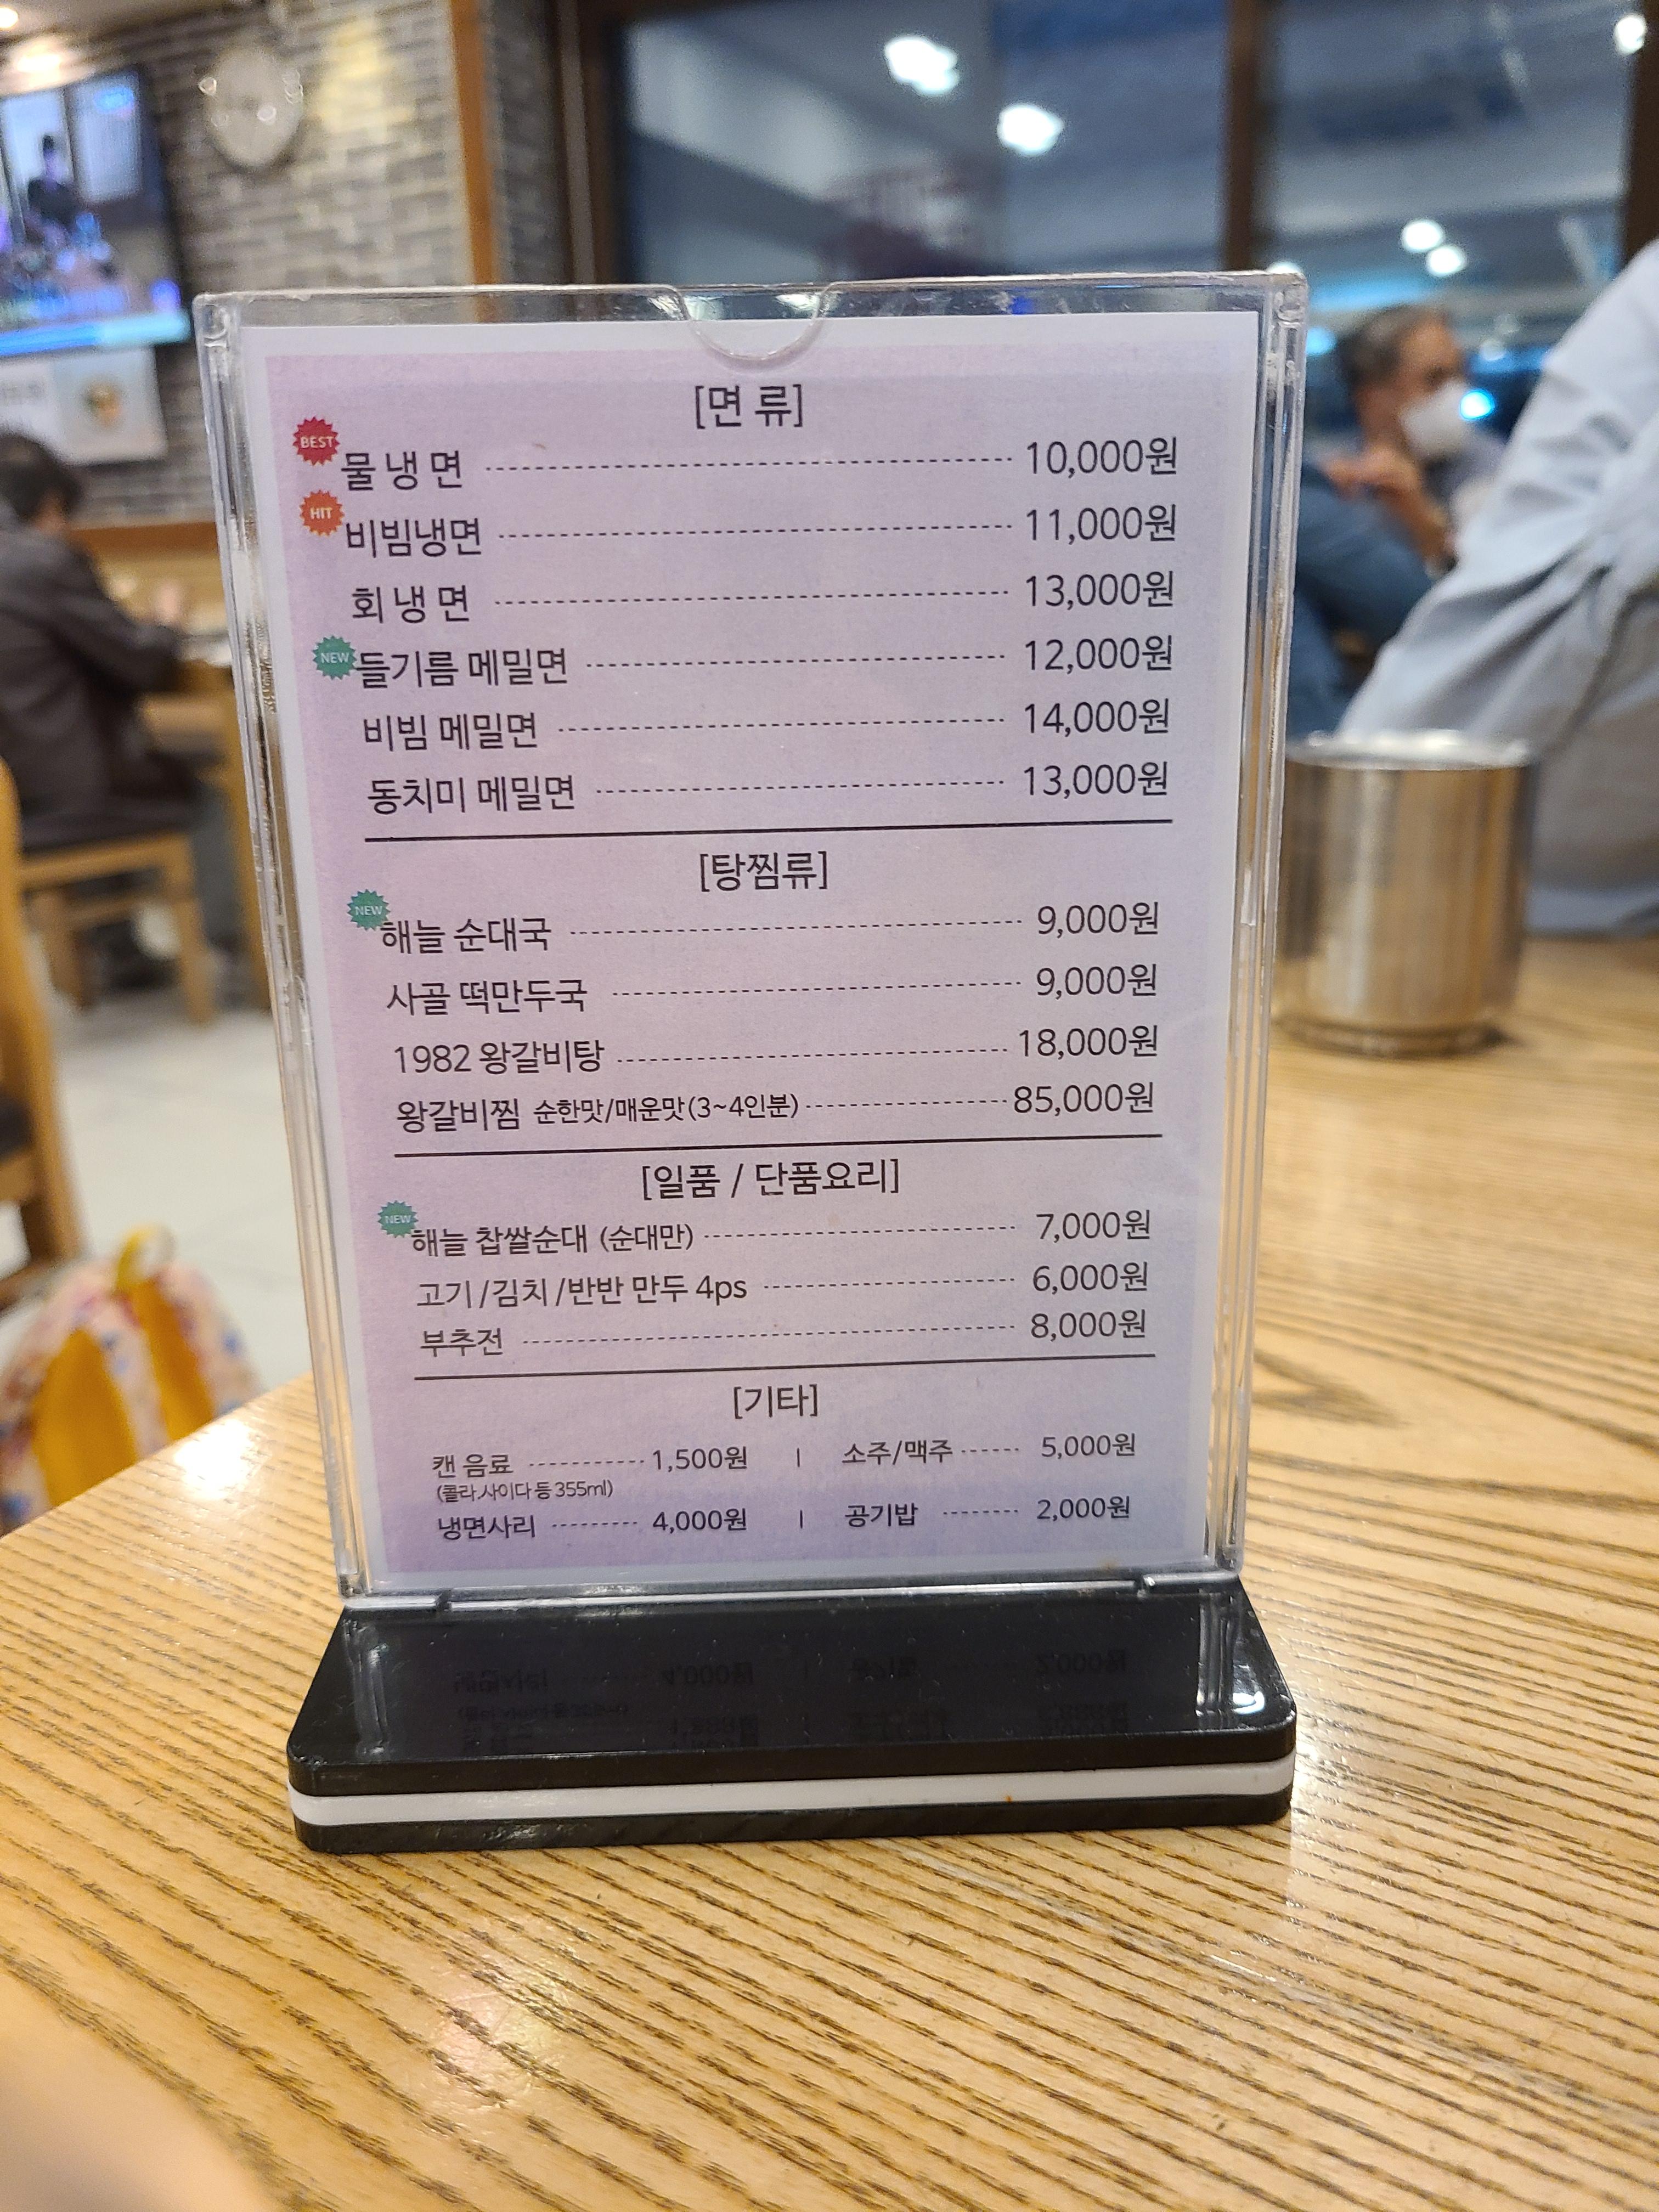 [면 류]
BEST 물 냉 면 10,000원
HIT 비빔냉면 11,000원
회 냉 면 13,000원
NEW 들기름 메밀면 12,000원
비빔 메밀면 14,000원
동치미 메밀면 13,000원
[탕찜류]
NEW 해늘 순대국 9,000원
사골 떡만두국 9,000원
1982 왕갈비탕 18,000원
왕갈비찜 순한맛/매운맛(3~4인분) 85,000원
[일품 / 단품요리]
NEW 해늘 찹쌀순대 (순대만) 7,000원
고기/김치/반반 만두 4ps 6,000원
부추전 8,000원
[기타]
캔 음료 1,500원 | 소주/맥주 5,000원
(콜라.사이다 등 355ml)
냉면사리 4,000원 | 공기밥 2,000원